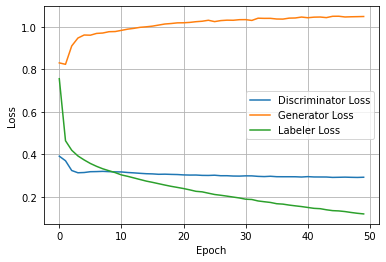 1.0
0.8
0.6
0.4
0.2
Loss
Discriminator Loss
Generator Loss
Labeler Loss
0 10 20 30 40 50
Epoch